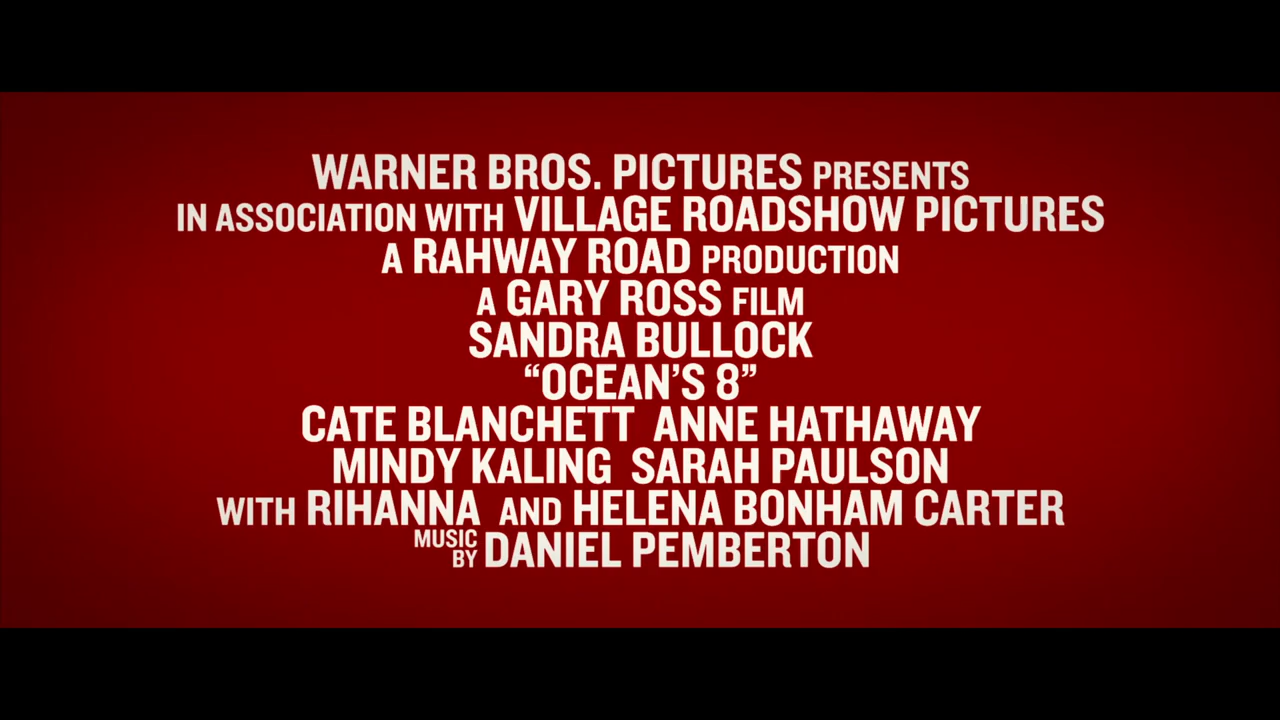 WARNER BROS. PICTURES PRESENTS
IN ASSOCIATION WITH VILLAGE ROADSHOW PICTURES
A RAHWAY ROAD PRODUCTION
A GARY ROSS FILM
SANDRA BULLOCK
“OCEAN’S 8”
CATE BLANCHETT ANNE HATHAWAY
MINDY KALING SARAH PAULSON
WITH RIHANNA AND HELENA BONHAM CARTER
MUSIC BY DANIEL PEMBERTON